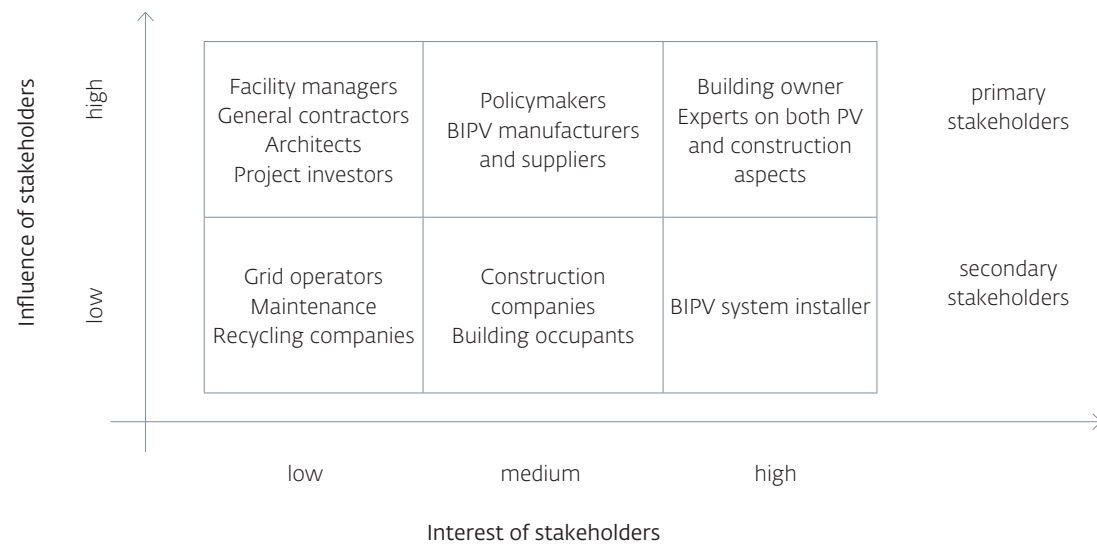 Influence of stakeholders
high
Facility managers
General contractors
Architects
Project investors
Policymakers
BIPV manufacturers
and suppliers
Building owner
Experts on both PV
and construction
aspects
primary
stakeholders
low
Grid operators
Maintenance
Recycling companies
Construction
companies
Building occupants
BIPV system installer
secondary
stakeholders
low
medium
high
Interest of stakeholders